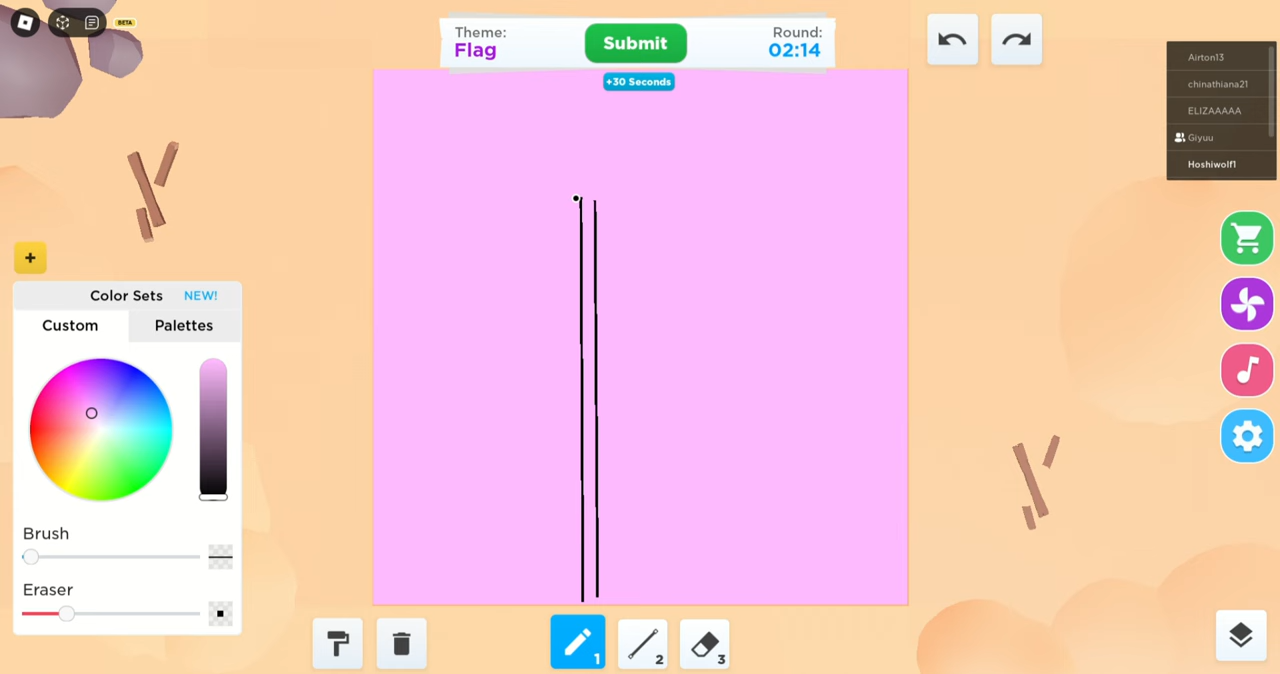 BETA
Theme:
Flag
Submit
Round:
02:14
+30 Seconds
Airton13
chinathiana21
ELIZAAAAA
Giyuu
Hoshiwolf1
+
Color Sets NEW!
Custom Palettes
Brush
Eraser
1
2
3